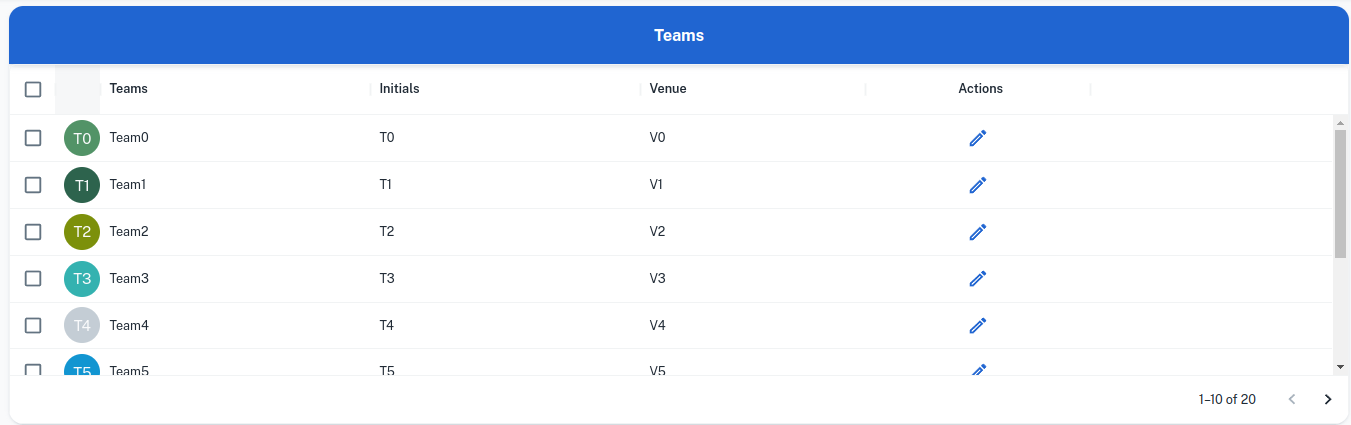 Teams
Teams Initials Venue Actions
T0 Team0 T0 V0
T1 Team1 T1 V1
T2 Team2 T2 V2
T3 Team3 T3 V3
T4 Team4 T4 V4
T5 Team5 T5 V5
1–10 of 20